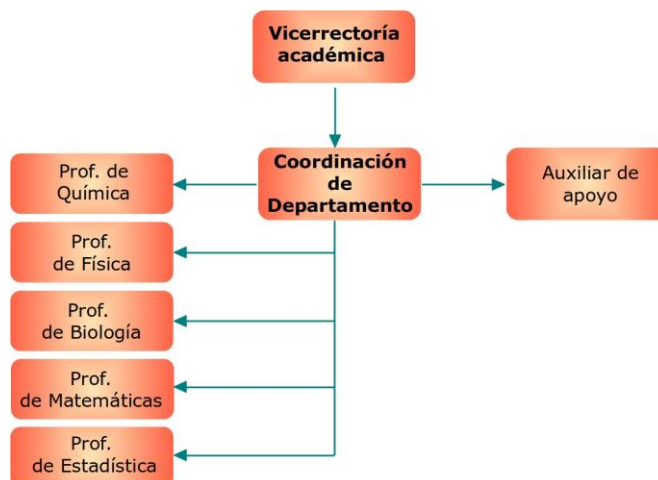 Vicerrectoría
académica
Prof. de
Química
Coordinación
de
Departamento
Auxiliar de
apoyo
Prof.
de Física
Prof.
de Biología
Prof.
de Matemáticas
Prof.
de Estadística